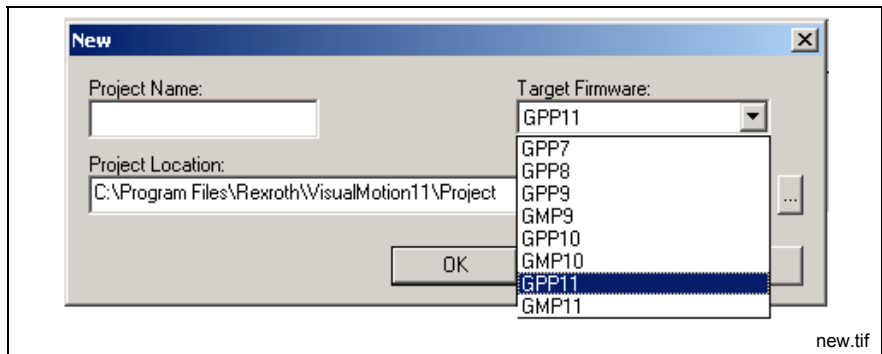 New
Project Name:
Target Firmware:
GPP11
Project Location:
C:\Program Files\Rexroth\VisualMotion11\Project
...
GPP7
GPP8
GPP9
GMP9
GPP10
GMP10
GPP11
GMP11
OK
new.tif